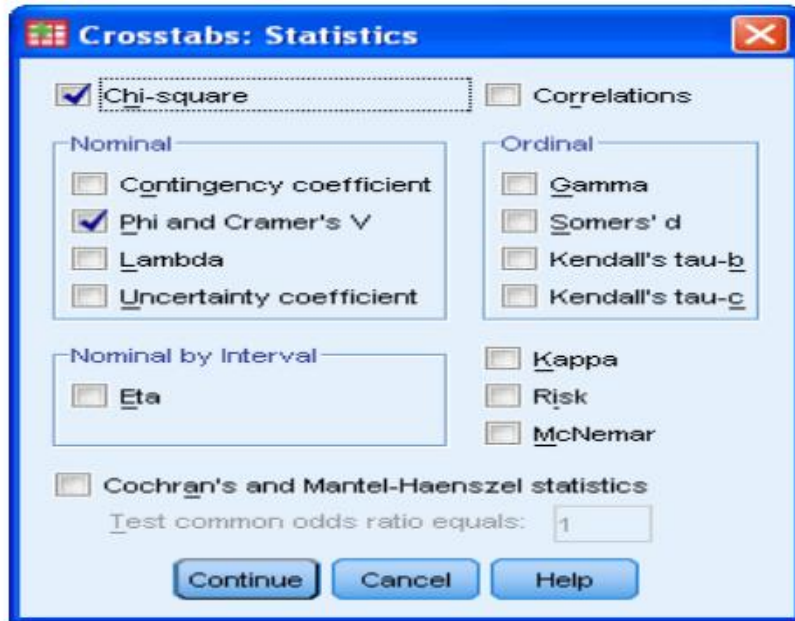 Crosstabs: Statistics
Chi-square
Correlations
Nominal
Contingency coefficient
Phi and Cramer's V
Lambda
Uncertainty coefficient
Ordinal
Gamma
Somers' d
Kendall's tau-b
Kendall's tau-c
Nominal by Interval
Eta
Kappa
Risk
McNemar
Cochran's and Mantel-Haenszel statistics
Test common odds ratio equals: 1
Continue Cancel Help